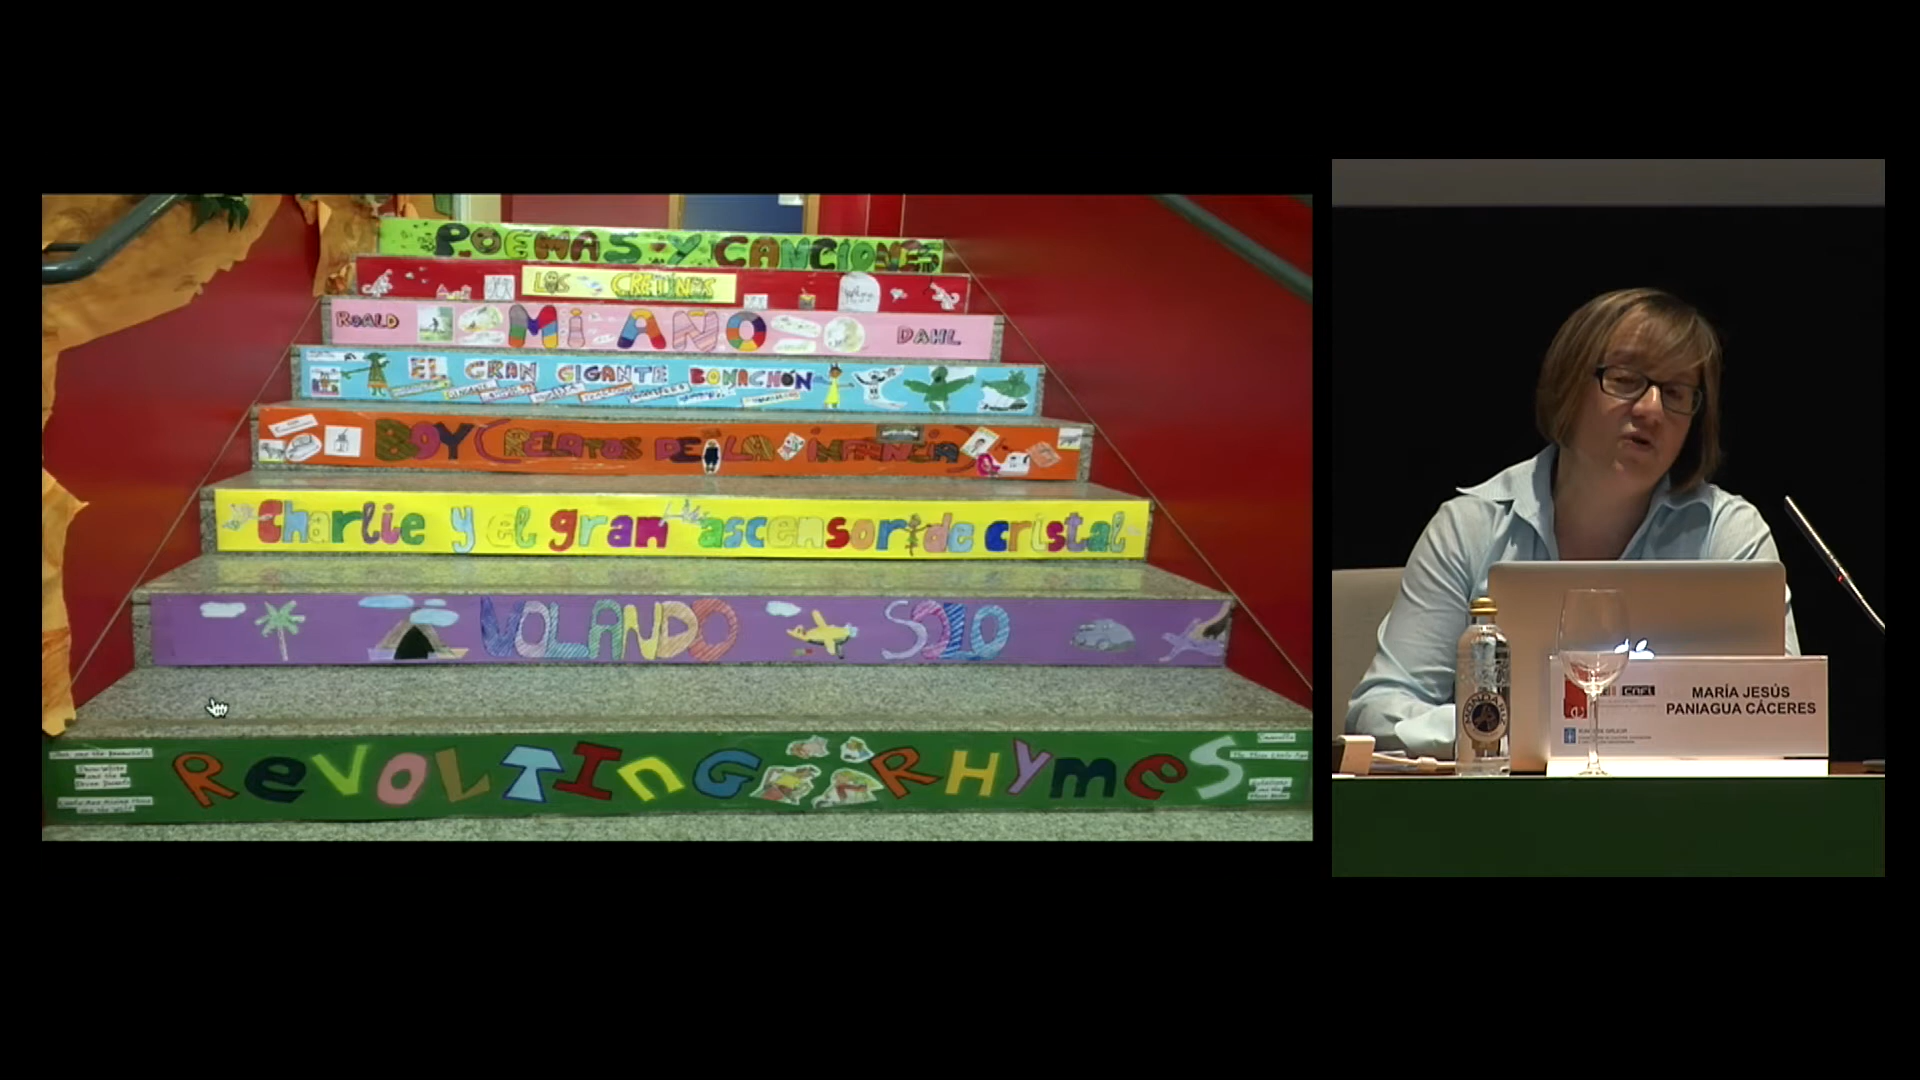 POEMAS Y CANCIONES
LOS CRETINOS
ROALD MI AÑO DAHL
EL GRAN GIGANTE BONACHÓN
BOY (RELATOS DE LA INFANCIA)
Charlie y el gran ascensor de cristal
VOLANDO SOLO
REVOLTING RHYMES
MARÍA JESÚS
PANIAGUA CÁCERES